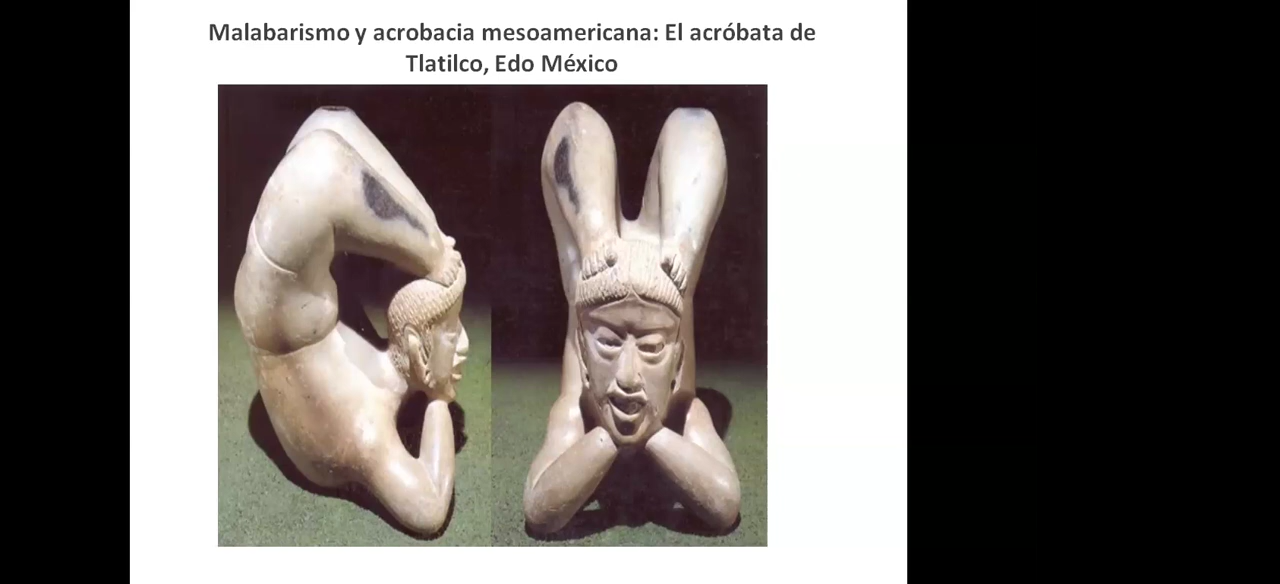 Malabarismo y acrobacia mesoamericana: El acróbata de
Tlatilco, Edo México